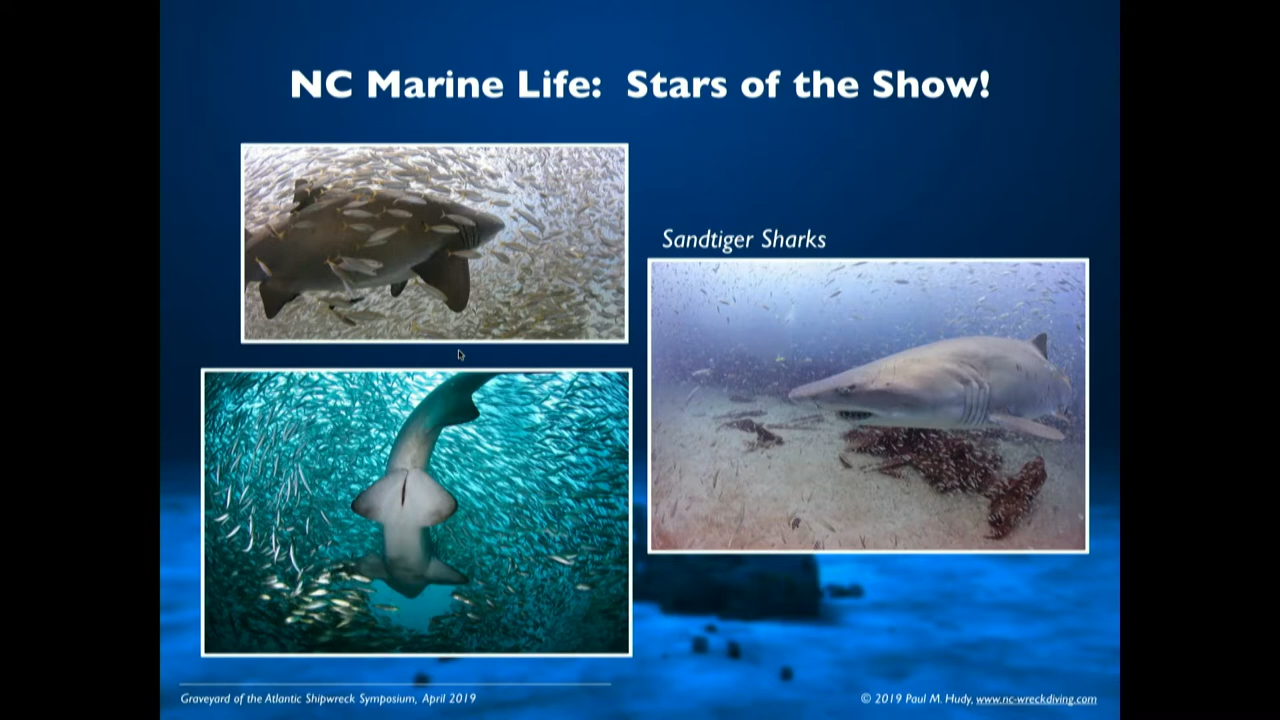 NC Marine Life:  Stars of the Show!
Sandtiger Sharks
Graveyard of the Atlantic Shipwreck Symposium, April 2019
© 2019 Paul M. Hudy, www.nc-wreckdiving.com